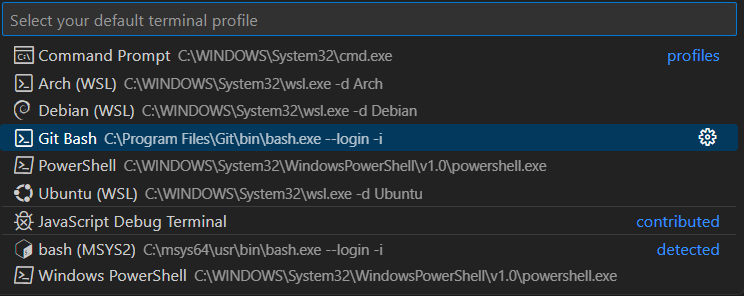 Select your default terminal profile
Command Prompt C:\WINDOWS\System32\cmd.exe profiles
Arch (WSL) C:\WINDOWS\System32\wsl.exe -d Arch
Debian (WSL) C:\WINDOWS\System32\wsl.exe -d Debian
Git Bash C:\Program Files\Git\bin\bash.exe --login -i
PowerShell C:\WINDOWS\System32\WindowsPowerShell\v1.0\powershell.exe
Ubuntu (WSL) C:\WINDOWS\System32\wsl.exe -d Ubuntu
JavaScript Debug Terminal contributed
bash (MSYS2) C:\msys64\usr\bin\bash.exe --login -i detected
Windows PowerShell C:\WINDOWS\System32\WindowsPowerShell\v1.0\powershell.exe